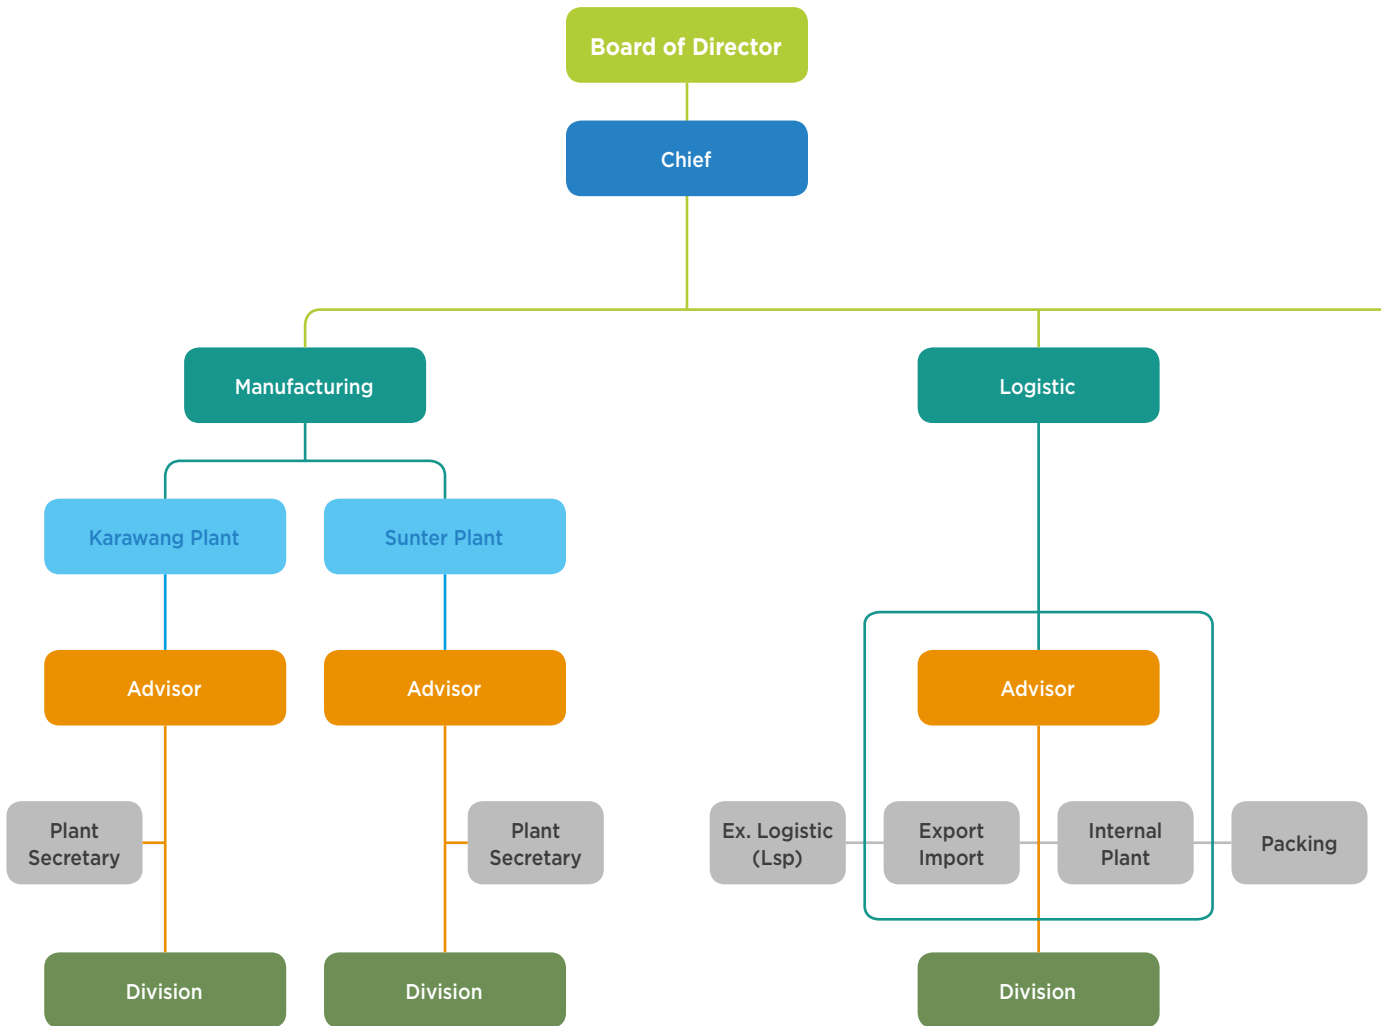 Board of Director
Chief
Manufacturing
Logistic
Karawang Plant
Sunter Plant
Advisor
Advisor
Advisor
Plant
Secretary
Plant
Secretary
Ex. Logistic
(Lsp)
Export
Import
Internal
Plant
Packing
Division
Division
Division